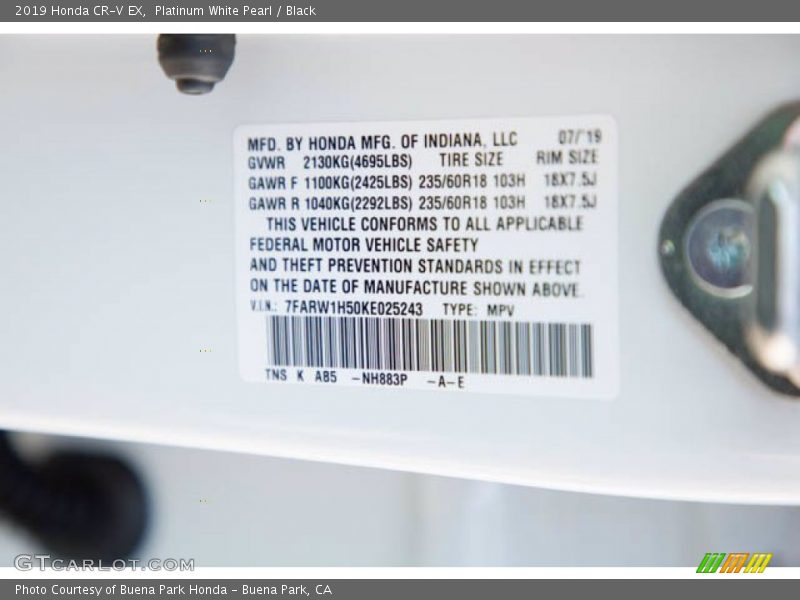 2019 Honda CR-V EX, Platinum White Pearl / Black
MFD. BY HONDA MFG. OF INDIANA, LLC 07/'19
GVWR 2130KG(4695LBS) TIRE SIZE RIM SIZE
GAWR F 1100KG(2425LBS) 235/60R18 103H 18X7.5J
GAWR R 1040KG(2292LBS) 235/60R18 103H 18X7.5J
THIS VEHICLE CONFORMS TO ALL APPLICABLE
FEDERAL MOTOR VEHICLE SAFETY
AND THEFT PREVENTION STANDARDS IN EFFECT
ON THE DATE OF MANUFACTURE SHOWN ABOVE.
V.I.N.: 7FARW1H50KE025243 TYPE: MPV
TNS K AB5 -NH883P -A-E
GTCARLOT.COM
Photo Courtesy of Buena Park Honda - Buena Park, CA